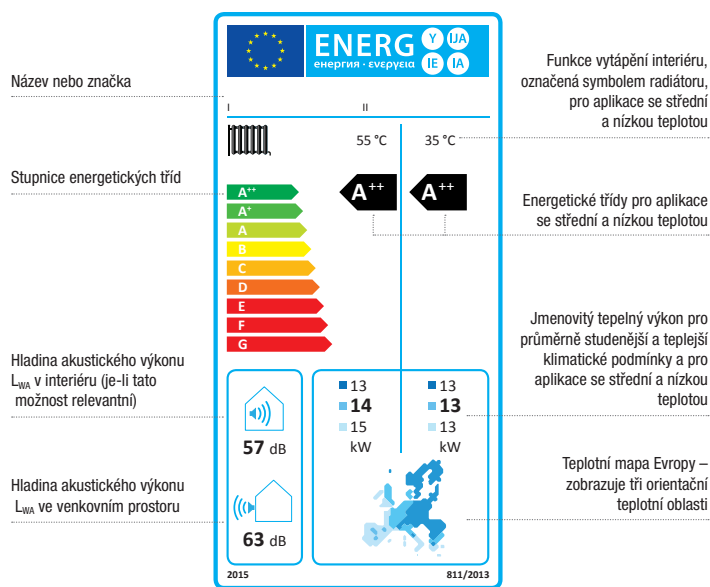 ENERG
Y IJA
IE IA
енергия · ενεργεια
Název nebo značka
Funkce vytápění interiéru,
označená symbolem radiátoru,
pro aplikace se střední
a nízkou teplotou
I II
55 °C 35 °C
Stupnice energetických tříd
A++
A+
A
B
C
D
E
F
G
A++ A++
Energetické třídy pro aplikace
se střední a nízkou teplotou
Jmenovitý tepelný výkon pro
průměrně studenější a teplejší
klimatické podmínky a pro
aplikace se střední a nízkou
teplotou
Hladina akustického výkonu
LWA v interiéru (je-li tato
možnost relevantní)
57 dB
13 13
14 13
15 13
kW kW
Hladina akustického výkonu
LWA ve venkovním prostoru
63 dB
Teplotní mapa Evropy –
zobrazuje tři orientační
teplotní oblasti
2015 811/2013